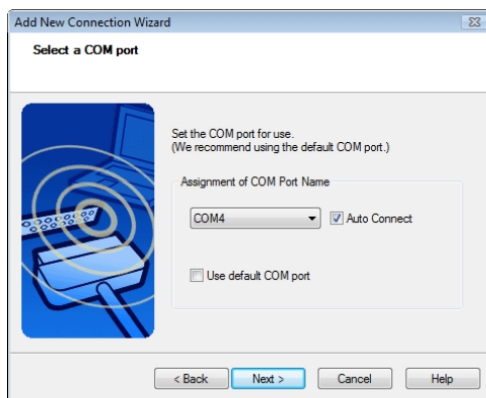 Add New Connection Wizard
Select a COM port
Set the COM port for use.
(We recommend using the default COM port.)
Assignment of COM Port Name
COM4
Auto Connect
Use default COM port
< Back
Next >
Cancel
Help